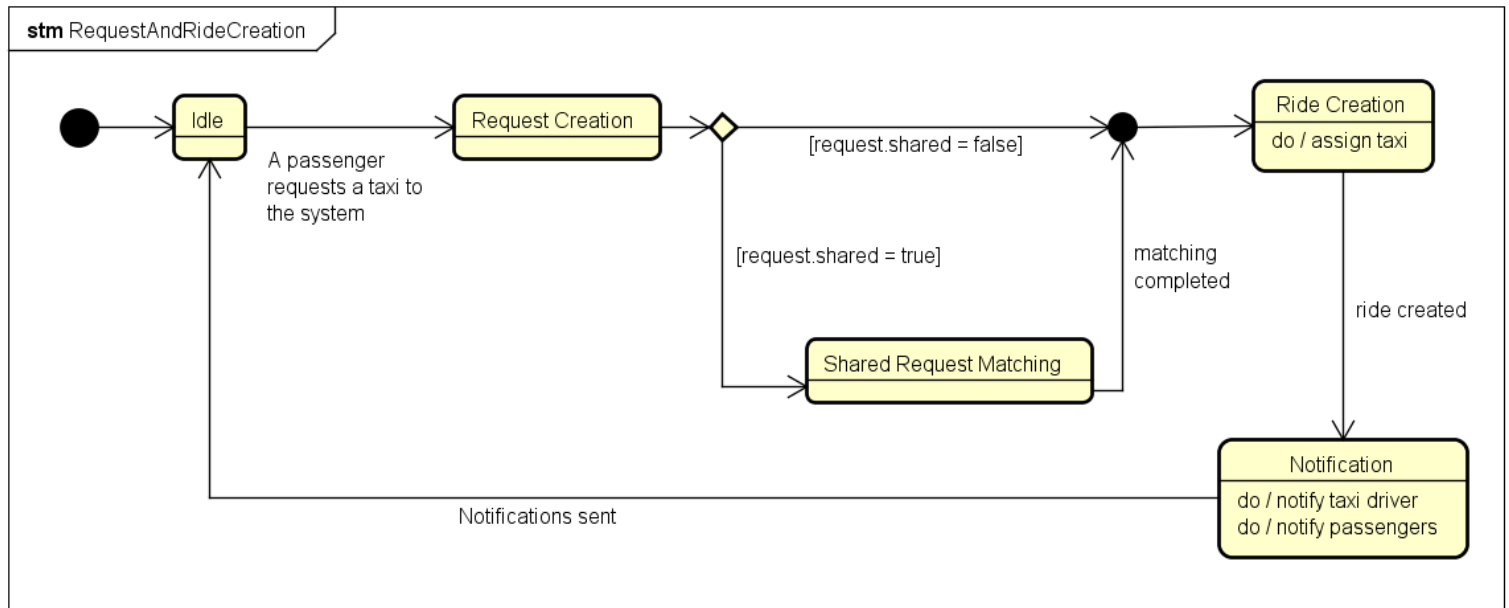 stm RequestAndRideCreation
Idle
Request Creation
Ride Creation
do / assign taxi
[request.shared = false]
A passenger
requests a taxi to
the system
[request.shared = true]
matching
completed
ride created
Shared Request Matching
Notification
do / notify taxi driver
do / notify passengers
Notifications sent